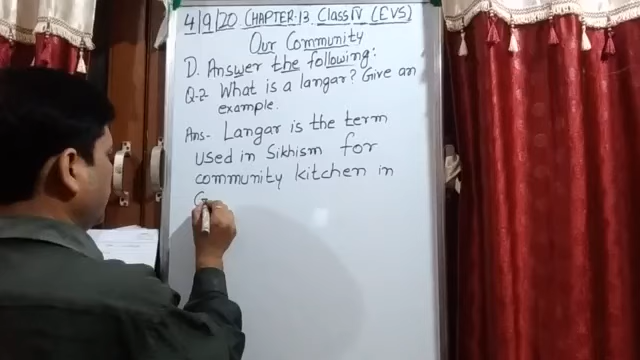 4/9/20 CHAPTER-13 Class IV (EVS)
Our Community
D. Answer the following:
Q-2 What is a langar? Give an
example.
Ans- Langar is the term
used in Sikhism for
community kitchen in
G